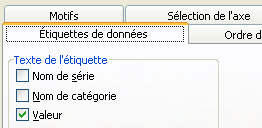 Motifs Sélection de l'axe
Étiquettes de données Ordre d
Texte de l'étiquette
Nom de série
Nom de catégorie
Valeur